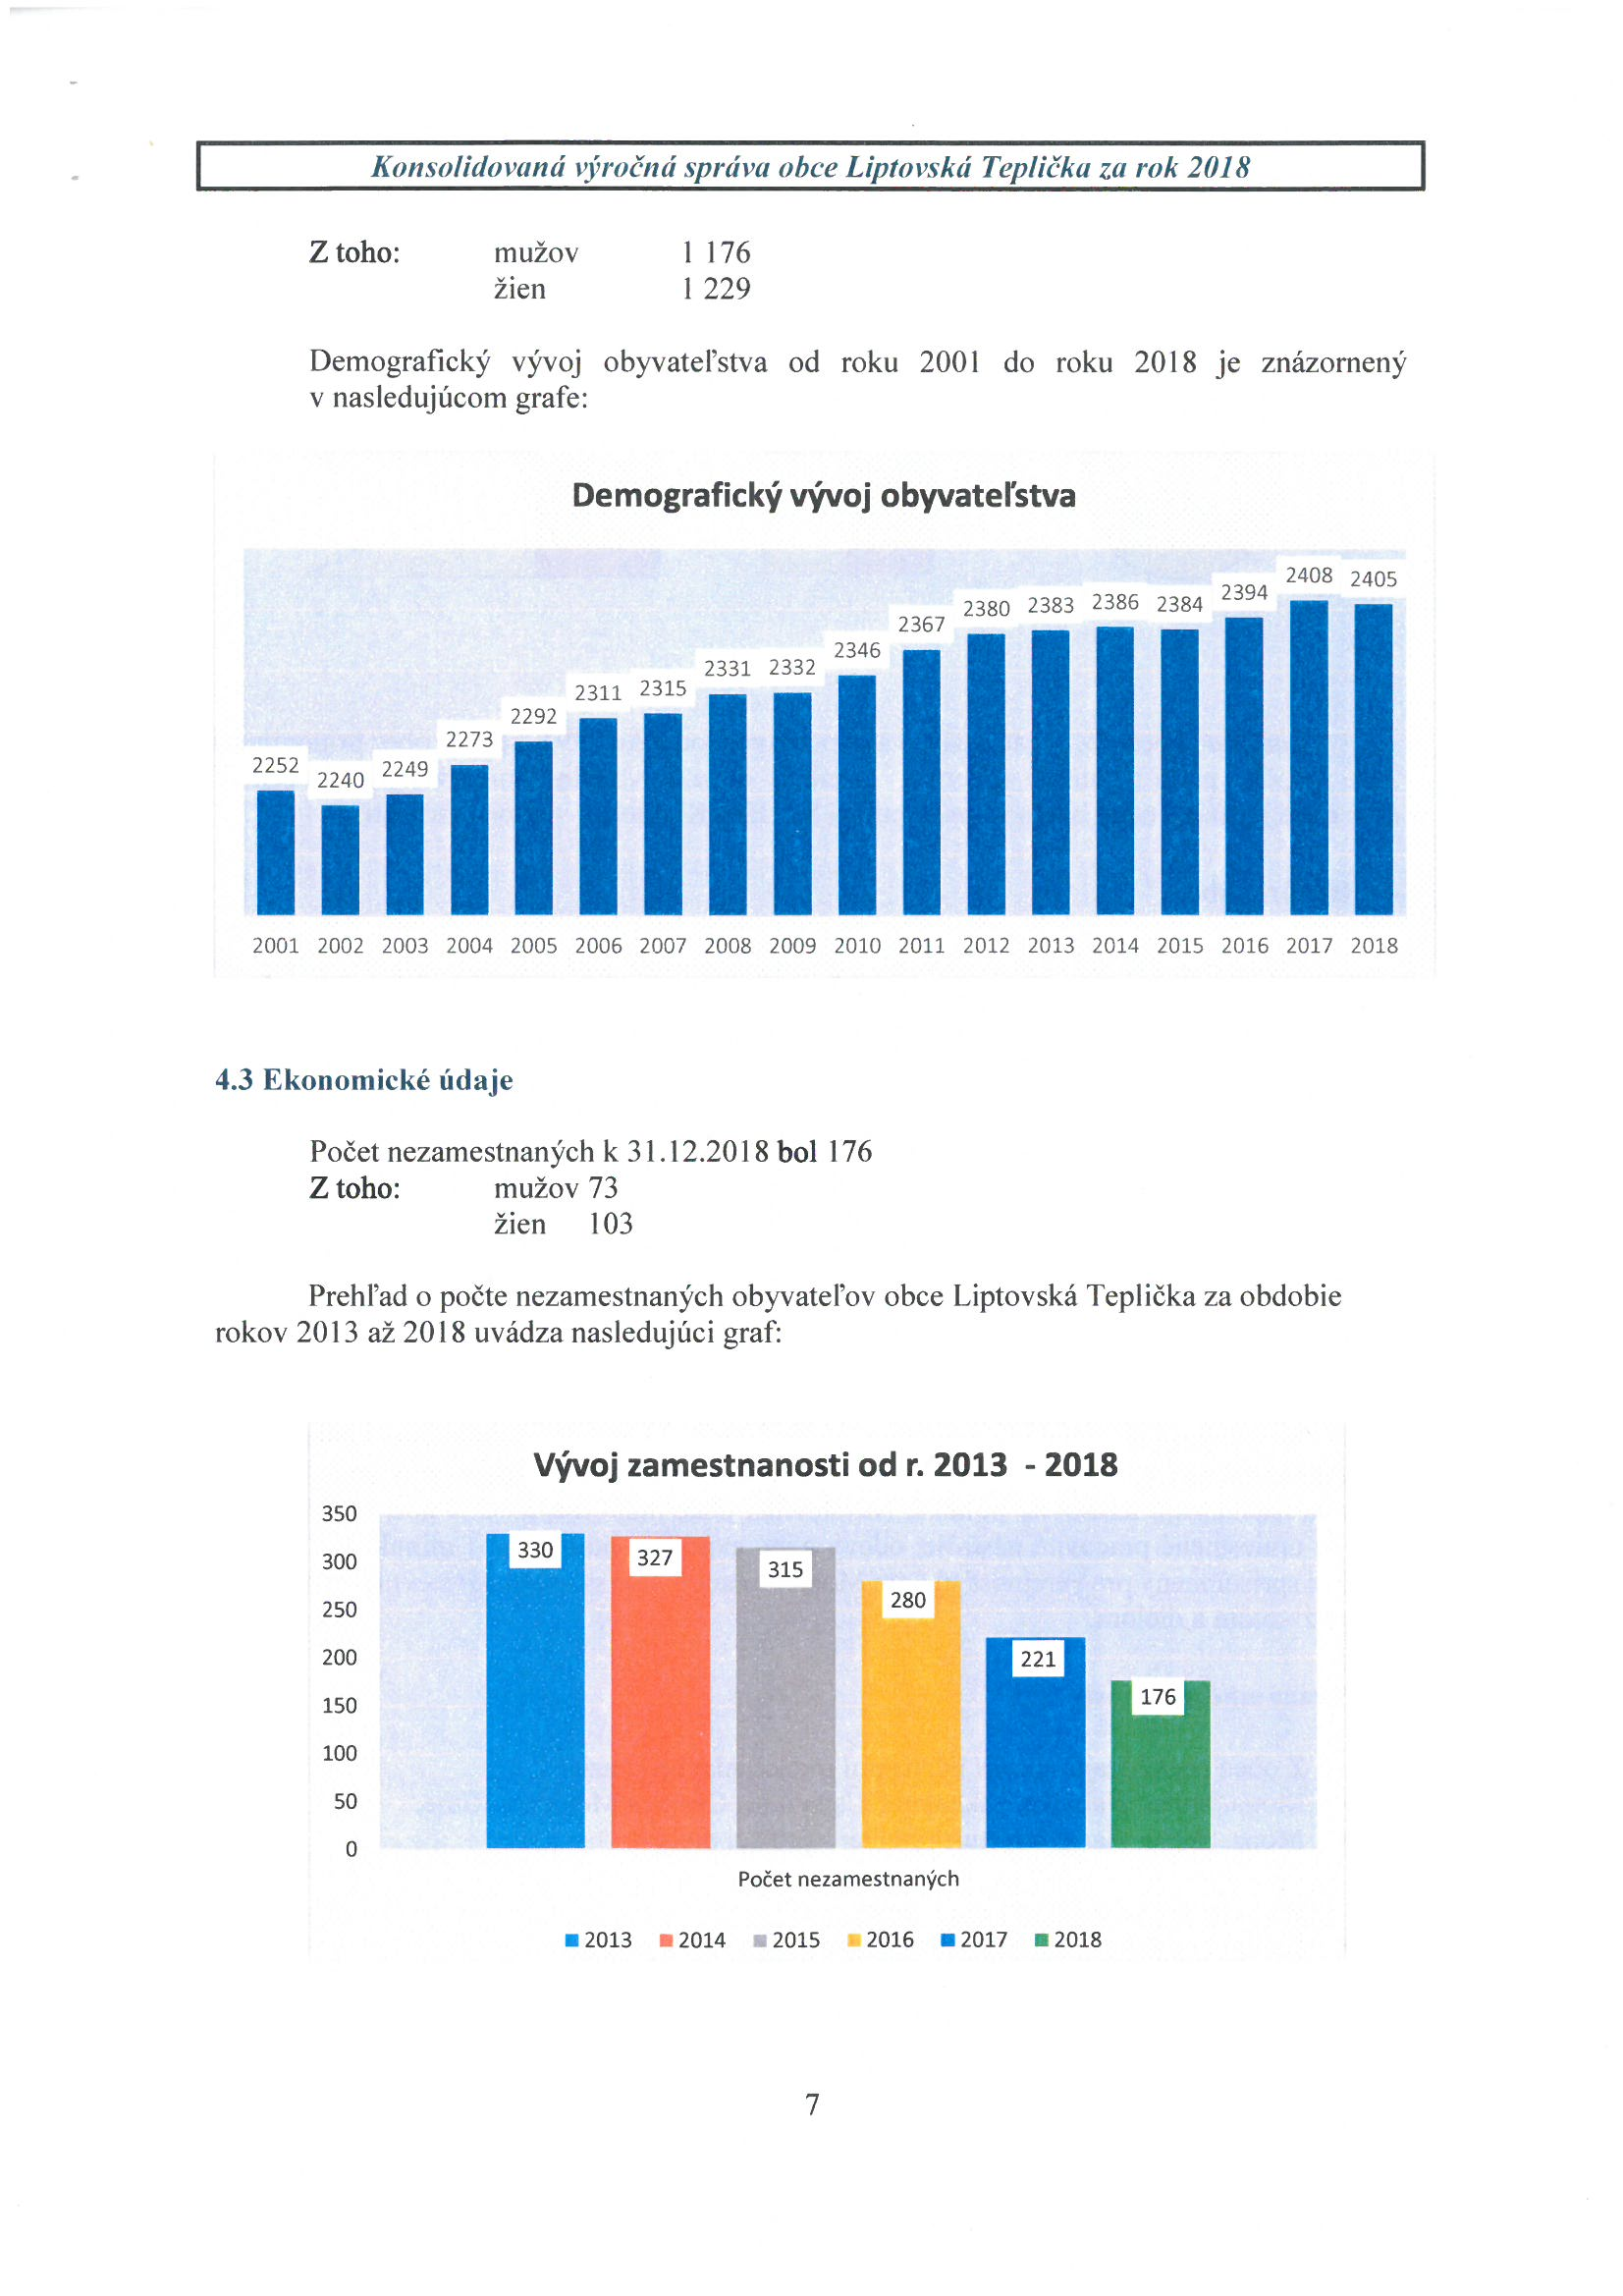 Konsolidovaná výročná správa obce Liptovská Teplička za rok 2018
Z toho: mužov 1 176
žien 1 229
Demografický vývoj obyvateľstva od roku 2001 do roku 2018 je znázornený
v nasledujúcom grafe:
Demografický vývoj obyvateľstva
2252 2240 2249 2273 2292 2311 2315 2331 2332 2346 2367 2380 2383 2386 2384 2394 2408 2405
2001 2002 2003 2004 2005 2006 2007 2008 2009 2010 2011 2012 2013 2014 2015 2016 2017 2018
4.3 Ekonomické údaje
Počet nezamestnaných k 31.12.2018 bol 176
Z toho: mužov 73
žien 103
Prehľad o počte nezamestnaných obyvateľov obce Liptovská Teplička za obdobie
rokov 2013 až 2018 uvádza nasledujúci graf:
Vývoj zamestnanosti od r. 2013 - 2018
350
300
250
200
150
100
50
0
330 327 315 280 221 176
Počet nezamestnaných
2013 2014 2015 2016 2017 2018
7